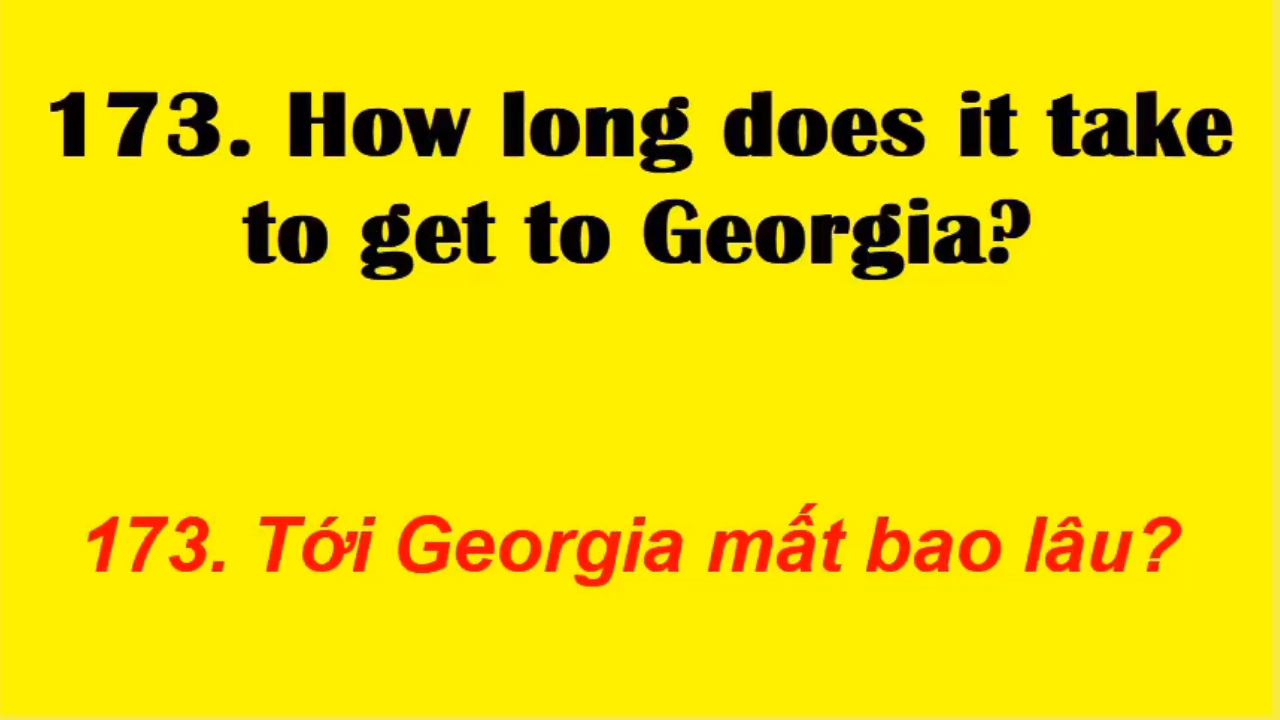 173. How long does it take
to get to Georgia?
173. Tới Georgia mất bao lâu?